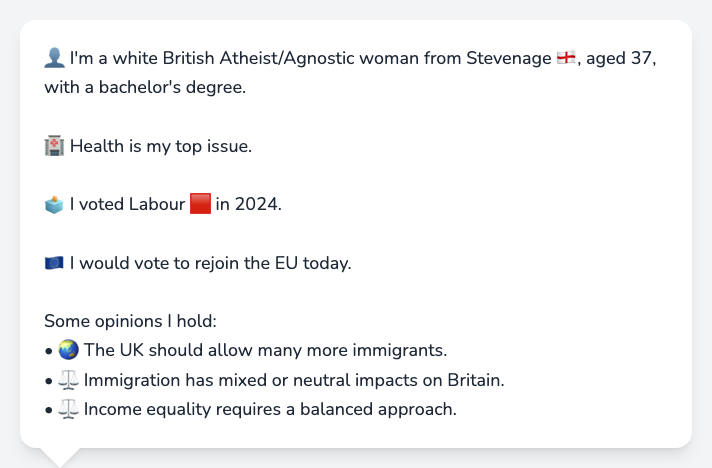 👤 I'm a white British Atheist/Agnostic woman from Stevenage 🏴󠁧󠁢󠁥󠁮󠁧󠁿, aged 37,
with a bachelor's degree.
🏥 Health is my top issue.
🗳️ I voted Labour 🟥 in 2024.
🇪🇺 I would vote to rejoin the EU today.
Some opinions I hold:
• 🌏 The UK should allow many more immigrants.
• ⚖️ Immigration has mixed or neutral impacts on Britain.
• ⚖️ Income equality requires a balanced approach.